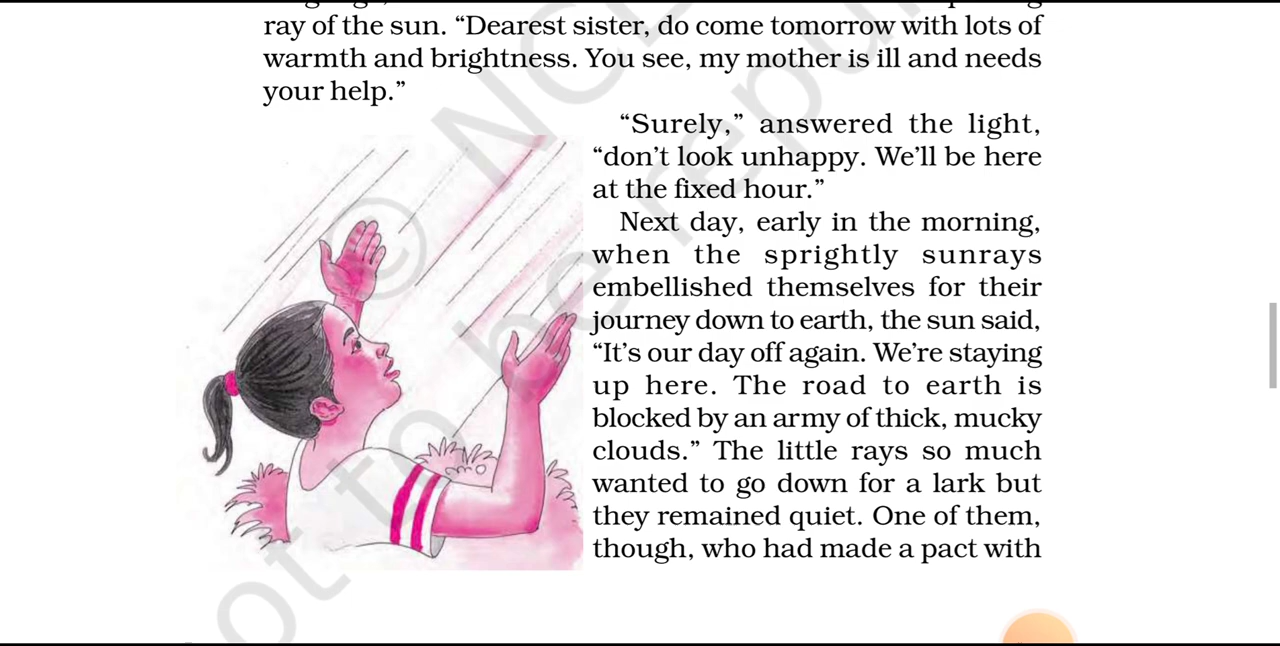 ray of the sun. “Dearest sister, do come tomorrow with lots of
warmth and brightness. You see, my mother is ill and needs
your help.”
“Surely,” answered the light,
“don’t look unhappy. We’ll be here
at the fixed hour.”
Next day, early in the morning,
when the sprightly sunrays
embellished themselves for their
journey down to earth, the sun said,
“It’s our day off again. We’re staying
up here. The road to earth is
blocked by an army of thick, mucky
clouds.” The little rays so much
wanted to go down for a lark but
they remained quiet. One of them,
though, who had made a pact with